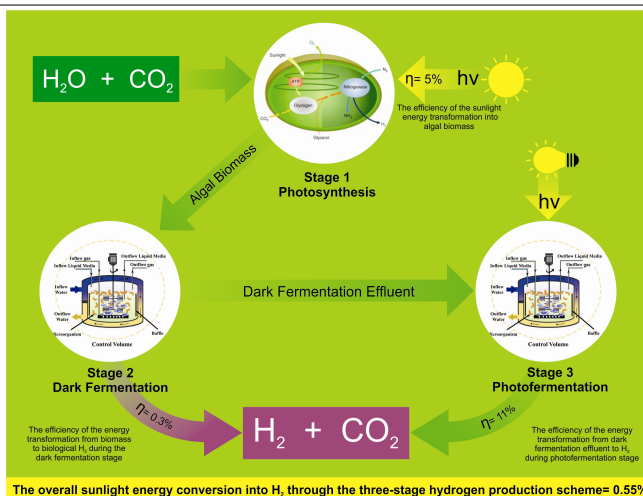 H₂O + CO₂
Sunlight
O₂
ATP
N₂
Nitrogenase
Glycogen
CO₂
NH₃
H₂
Glycerol
η= 5% hν
The efficiency of the sunlight
energy transformation into
algal biomass
Stage 1
Photosynthesis
Algal Biomass
hν
Inflow gas
Outflow Liquid Media
Inflow Liquid Media
Outflow gas
Inflow
Water
Outflow
Water
Microorganism
Baffle
Control Volume
Stage 2
Dark Fermentation
Dark Fermentation Effluent
Inflow gas
Outflow Liquid Media
Inflow Liquid Media
Outflow gas
Inflow
Water
Outflow
Water
Microorganism
Baffle
Control Volume
Stage 3
Photofermentation
η= 0.3%
The efficiency of the energy
transformation from biomass
to biological H₂ during the
dark fermentation stage
H₂ + CO₂
η= 11%
The efficiency of the energy
transformation from dark
fermentation effluent to H₂
during photofermentation stage
The overall sunlight energy conversion into H₂ through the three-stage hydrogen production scheme= 0.55%